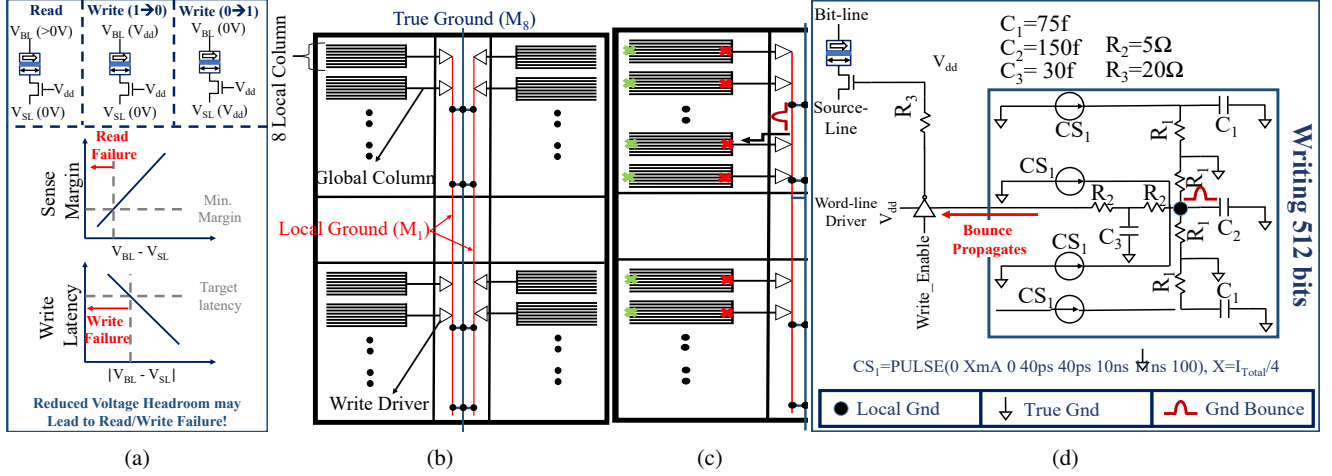 Read
Write (1→0)
Write (0→1)
V_BL (>0V)
V_BL (V_dd)
V_BL (0V)
V_dd
V_dd
V_dd
V_SL (0V)
V_SL (0V)
V_SL (V_dd)
Read
Failure
Sense
Margin
Min.
Margin
V_BL - V_SL
Write
Latency
Target
latency
Write
Failure
|V_BL – V_SL|
Reduced Voltage Headroom may
Lead to Read/Write Failure!
(a)
True Ground (M_8)
8 Local Column
Global Column
Local Ground (M_1)
Write Driver
(b)
(c)
Bit-line
V_dd
Source-
Line
R_3
C_1=75f
C_2=150f
C_3= 30f
R_2=5Ω
R_3=20Ω
Word-line
Driver
V_dd
Write_Enable
Bounce
Propagates
CS_1
CS_1
CS_1
CS_1
R_1
R_1
R_1
R_1
R_2
R_2
C_1
C_2
C_3
C_1
Writing 512 bits
CS_1=PULSE(0 XmA 0 40ps 40ps 10ns 11ns 100), X=I_Total/4
Local Gnd
True Gnd
Gnd Bounce
(d)